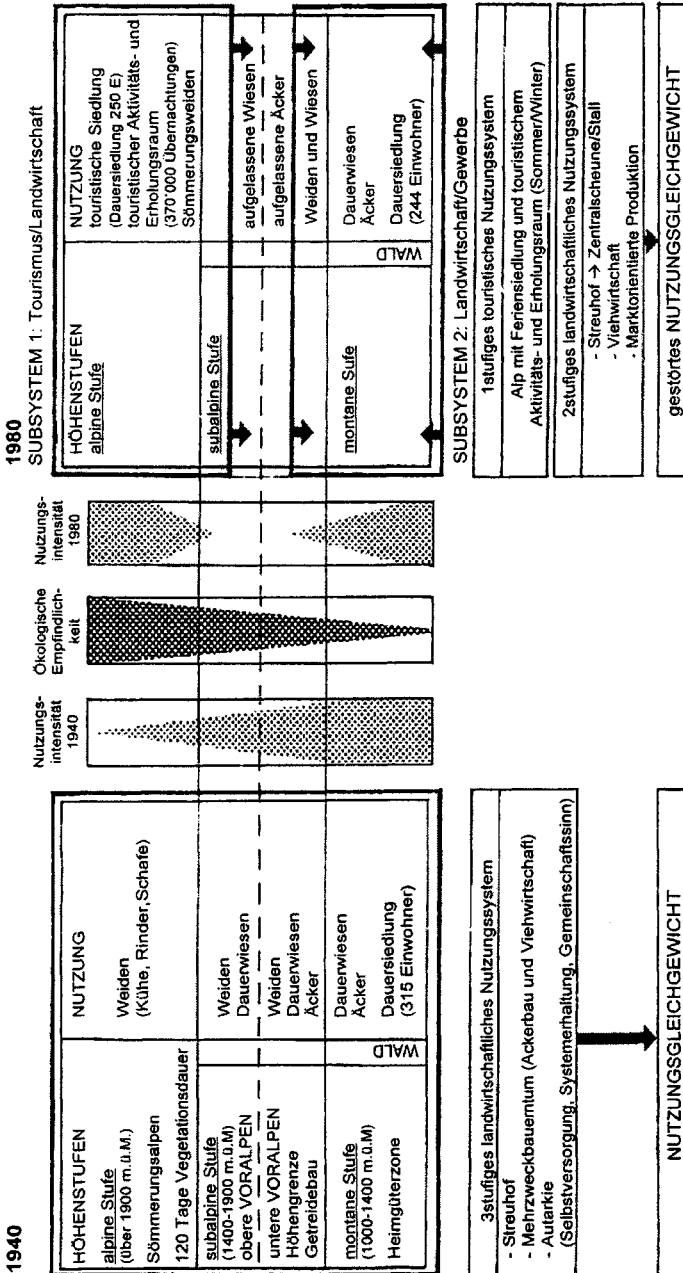 1940
HÖHENSTUFEN
NUTZUNG
alpine Stufe
(über 1900 m.ü.M.)
Sömmerungsalpen
120 Tage Vegetationsdauer
Weiden
(Kühe, Rinder, Schafe)
subalpine Stufe
(1400-1900 m.ü.M)
obere VORALPEN
Weiden
Dauerwiesen
untere VORALPEN
Höhengrenze
Getreidebau
Weiden
Dauerwiesen
Äcker
montane Stufe
(1000-1400 m.ü.M)
Heimgüterzone
WALD
Dauerwiesen
Äcker
Dauersiedlung
(315 Einwohner)
3stufiges landwirtschaftliches Nutzungssystem
- Streuhof
- Mehrzweckbauerntum (Ackerbau und Viehwirtschaft)
- Autarkie
(Selbstversorgung, Systemerhaltung, Gemeinschaftssinn)
NUTZUNGSGLEICHGEWICHT
Nutzungs-
intensität
1940
Ökologische
Empfindlich-
keit
Nutzungs-
intensität
1980
1980
SUBSYSTEM 1: Tourismus/Landwirtschaft
HÖHENSTUFEN
alpine Stufe
NUTZUNG
touristische Siedlung
(Dauersiedlung 250 E)
touristischer Aktivitäts- und
Erholungsraum
(370'000 Übernachtungen)
Sömmerungsweiden
subalpine Stufe
aufgelassene Wiesen
aufgelassene Äcker
Weiden und Wiesen
montane Sufe
WALD
Dauerwiesen
Äcker
Dauersiedlung
(244 Einwohner)
SUBSYSTEM 2: Landwirtschaft/Gewerbe
1stufiges touristisches Nutzungssystem
Alp mit Feriensiedlung und touristischem
Aktivitäts- und Erholungsraum (Sommer/Winter)
2stufiges landwirtschaftliches Nutzungssystem
- Streuhof → Zentralscheune/Stall
- Viehwirtschaft
- Marktorientierte Produktion
gestörtes NUTZUNGSGLEICHGEWICHT